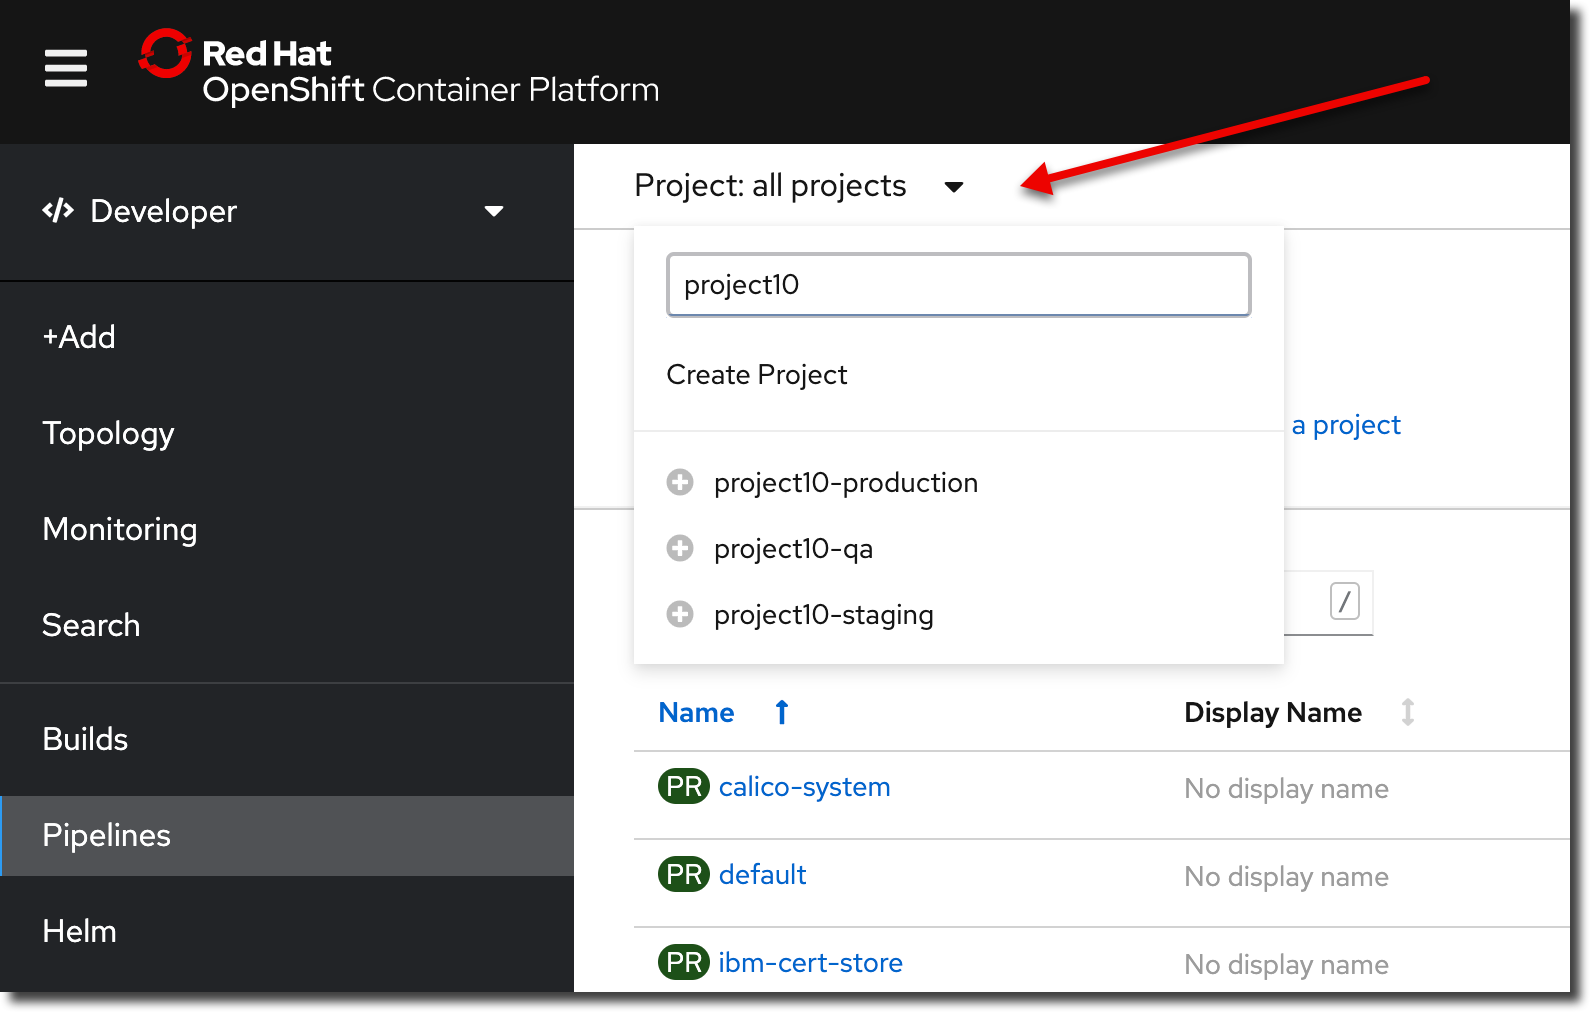 Red Hat
OpenShift Container Platform
</> Developer
Project: all projects
project10
Create Project
project10-production
project10-qa
project10-staging
a project
/
+Add
Topology
Monitoring
Search
Builds
Pipelines
Helm
Name
Display Name
PR calico-system
No display name
PR default
No display name
PR ibm-cert-store
No display name